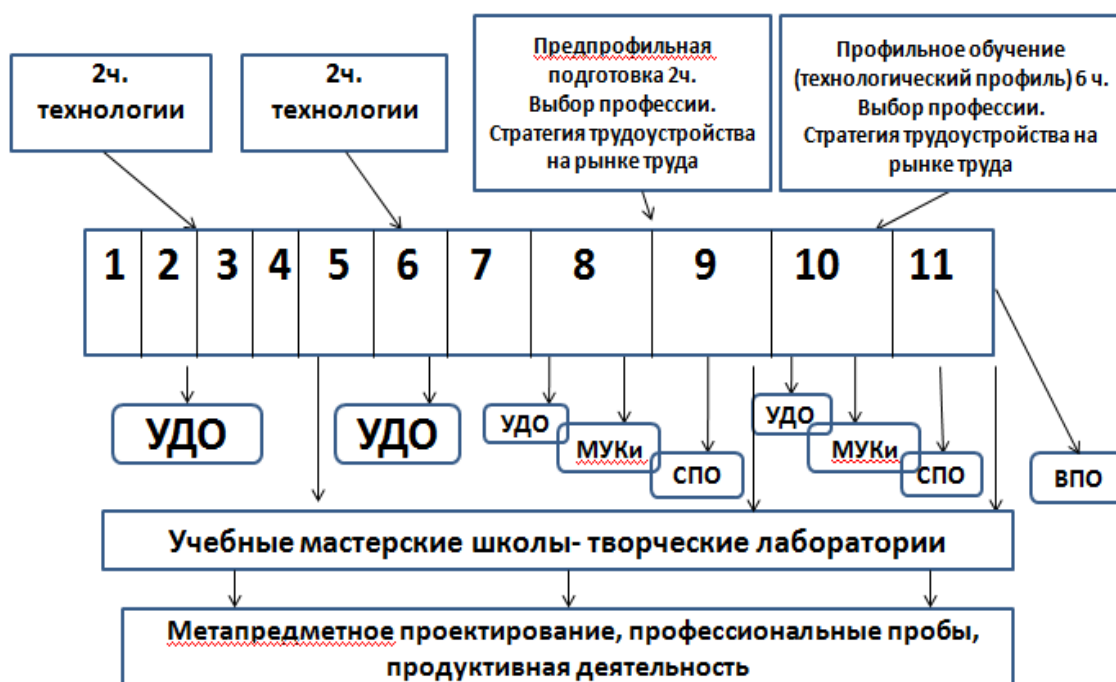 2ч.
технологии
2ч.
технологии
Предпрофильная
подготовка 2ч.
Выбор профессии.
Стратегия трудоустройства
на рынке труда
Профильное обучение
(технологический профиль) 6 ч.
Выбор профессии.
Стратегия трудоустройства на
рынке труда
1 2 3 4 5 6 7 8 9 10 11
УДО
УДО
УДО
МУКи
СПО
УДО
МУКи
СПО
ВПО
Учебные мастерские школы- творческие лаборатории
Метапредметное проектирование, профессиональные пробы,
продуктивная деятельность